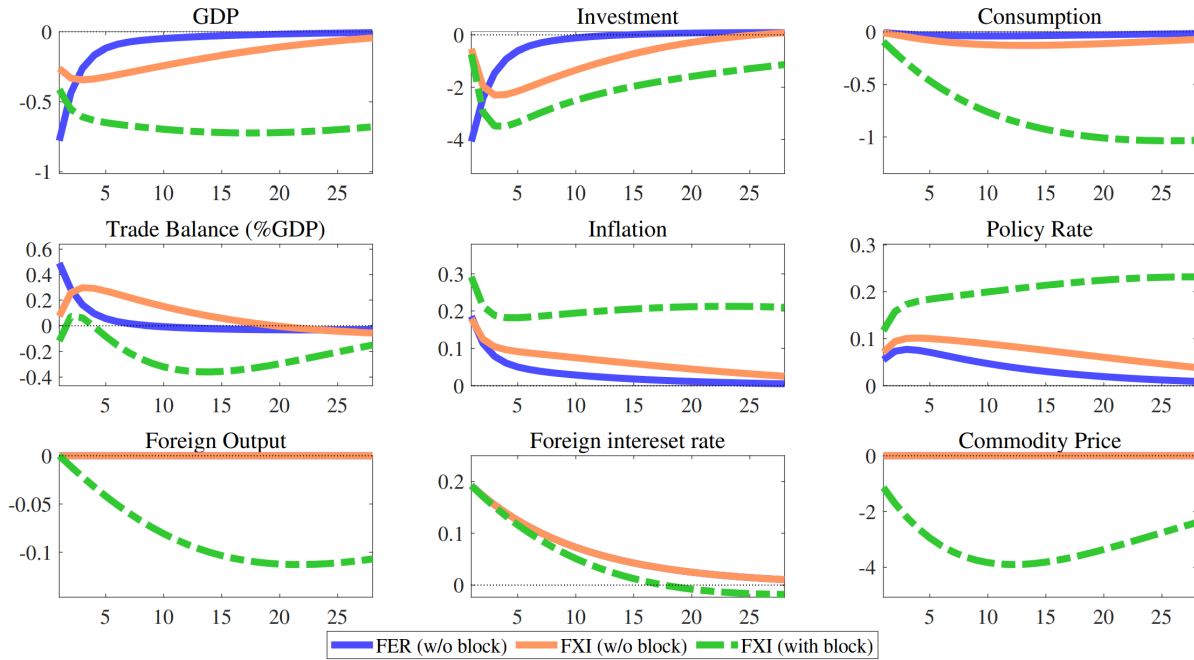 GDP
Investment
Consumption
0
-0.5
-1
5 10 15 20 25
0
-2
-4
5 10 15 20 25
0
-0.5
-1
5 10 15 20 25
Trade Balance (%GDP)
Inflation
Policy Rate
0.6
0.4
0.2
0
-0.2
-0.4
5 10 15 20 25
0.3
0.2
0.1
0
5 10 15 20 25
0.3
0.2
0.1
0
5 10 15 20 25
Foreign Output
Foreign intereset rate
Commodity Price
0
-0.05
-0.1
5 10 15 20 25
0.2
0.1
0
5 10 15 20 25
0
-2
-4
5 10 15 20 25
FER (w/o block) FXI (w/o block) FXI (with block)